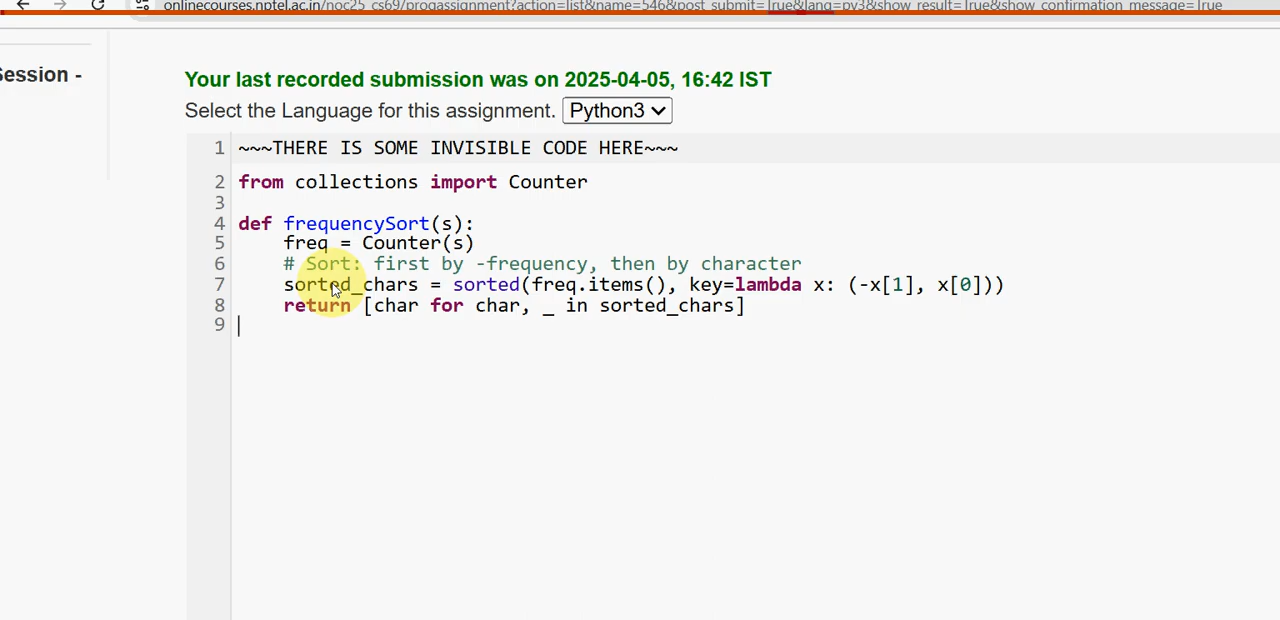 onlinecourses.nptel.ac.in/noc25_cs69/progassignment?action=list&name=546&post_submit=True&lang=py3&show_result=True&show_confirmation_message=True
Session -
Your last recorded submission was on 2025-04-05, 16:42 IST
Select the Language for this assignment. Python3
1 ~~~THERE IS SOME INVISIBLE CODE HERE~~~
2 from collections import Counter
3
4 def frequencySort(s):
5     freq = Counter(s)
6     # Sort: first by -frequency, then by character
7     sorted_chars = sorted(freq.items(), key=lambda x: (-x[1], x[0]))
8     return [char for char, _ in sorted_chars]
9